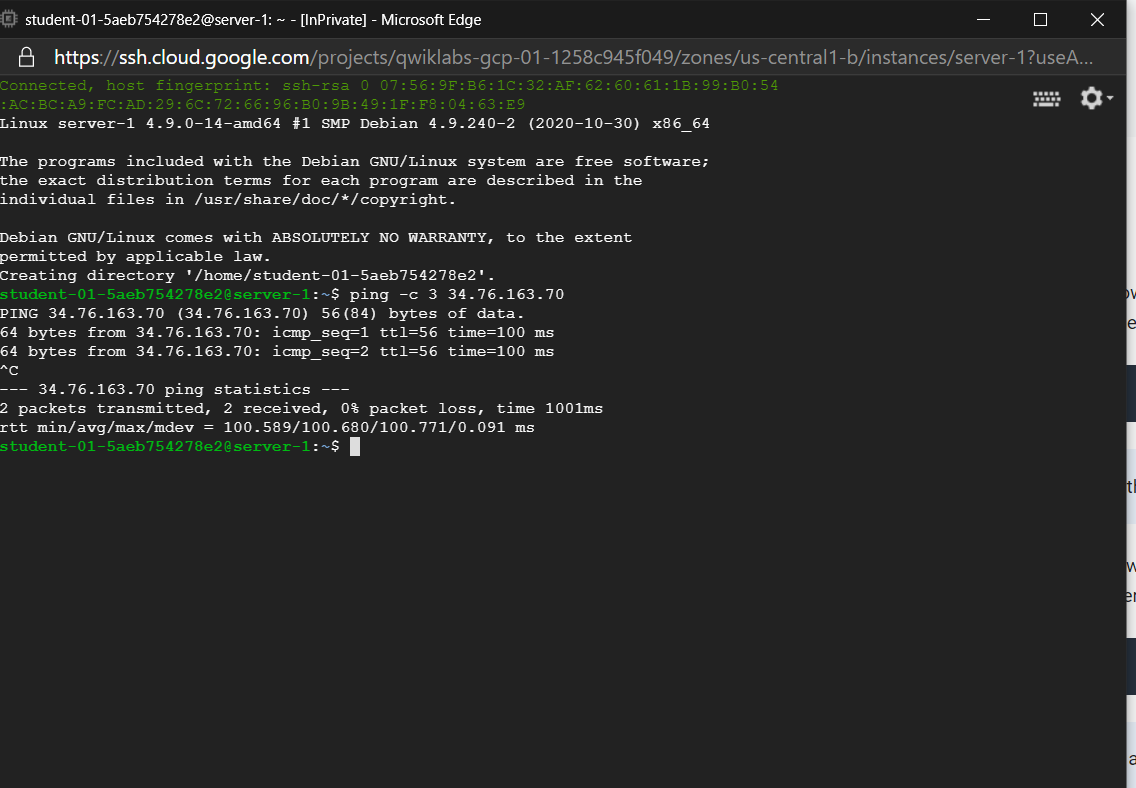 student-01-5aeb754278e2@server-1: ~ - [InPrivate] - Microsoft Edge
https://ssh.cloud.google.com/projects/qwiklabs-gcp-01-1258c945f049/zones/us-central1-b/instances/server-1?useA...
Connected, host fingerprint: ssh-rsa 0 07:56:9F:B6:1C:32:AF:62:60:61:1B:99:B0:54
:AC:BC:A9:FC:AD:29:6C:72:66:96:B0:9B:49:1F:F8:04:63:E9
Linux server-1 4.9.0-14-amd64 #1 SMP Debian 4.9.240-2 (2020-10-30) x86_64
The programs included with the Debian GNU/Linux system are free software;
the exact distribution terms for each program are described in the
individual files in /usr/share/doc/*/copyright.
Debian GNU/Linux comes with ABSOLUTELY NO WARRANTY, to the extent
permitted by applicable law.
Creating directory '/home/student-01-5aeb754278e2'.
student-01-5aeb754278e2@server-1:~$ ping -c 3 34.76.163.70
PING 34.76.163.70 (34.76.163.70) 56(84) bytes of data.
64 bytes from 34.76.163.70: icmp_seq=1 ttl=56 time=100 ms
64 bytes from 34.76.163.70: icmp_seq=2 ttl=56 time=100 ms
^C
--- 34.76.163.70 ping statistics ---
2 packets transmitted, 2 received, 0% packet loss, time 1001ms
rtt min/avg/max/mdev = 100.589/100.680/100.771/0.091 ms
student-01-5aeb754278e2@server-1:~$